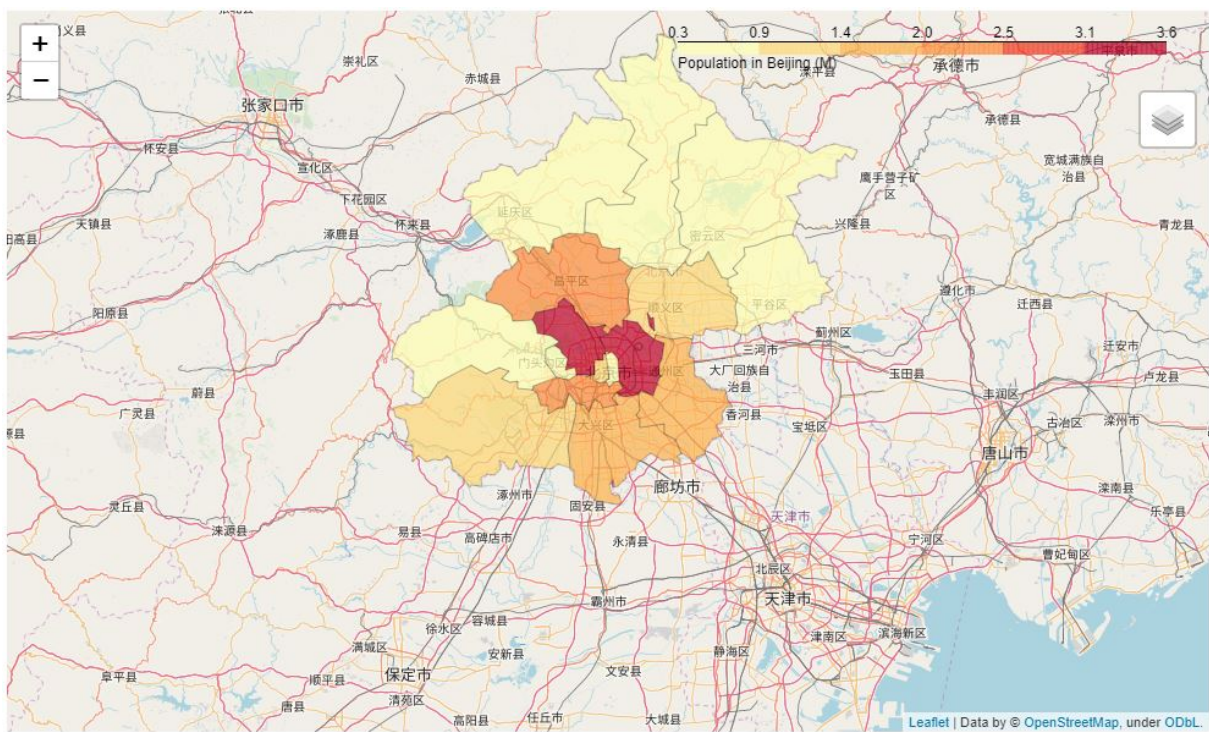 +
−
0.3 0.9 1.4 2.0 2.5 3.1 3.6
Population in Beijing (M)
崇礼区
赤城县
滦平县
承德市
平泉市
张家口市
承德县
怀安县
宣化区
宽城满族自
治县
鹰手营子矿
区
下花园区
延庆区
天镇县
怀来县
涿鹿县
兴隆县
青龙县
密云区
昌平区
遵化市
迁西县
阳原县
顺义区
平谷区
蓟州区
三河市
迁安市
门头沟区
北京市
通州区
大厂回族自
治县
玉田县
卢龙县
蔚县
丰润区
广灵县
香河县
古冶区
滦州市
大兴区
宝坻区
唐山市
廊坊市
涿州市
固安县
滦南县
灵丘县
乐亭县
涞源县
易县
高碑店市
永清县
天津市
宁河区
曹妃甸区
北辰区
霸州市
天津市
容城县
徐水区
津南区
滨海新区
满城区
静海区
安新县
保定市
文安县
阜平县
顺平县
清苑区
唐县
高阳县
任丘市
大城县
Leaflet | Data by © OpenStreetMap, under ODbL.